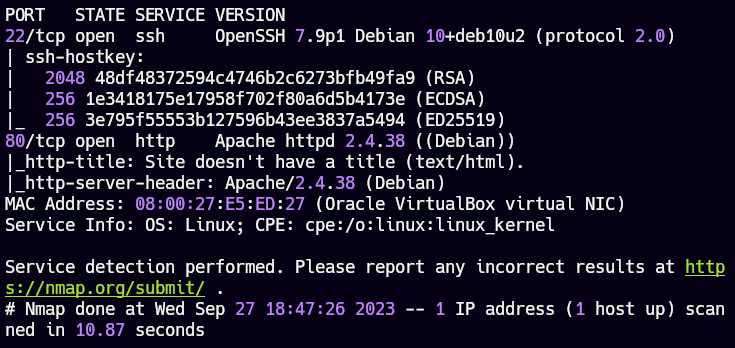 PORT   STATE SERVICE VERSION
22/tcp open  ssh     OpenSSH 7.9p1 Debian 10+deb10u2 (protocol 2.0)
| ssh-hostkey:
|   2048 48df48372594c4746b2c6273bfb49fa9 (RSA)
|   256 1e3418175e17958f702f80a6d5b4173e (ECDSA)
|_  256 3e795f55553b127596b43ee3837a5494 (ED25519)
80/tcp open  http    Apache httpd 2.4.38 ((Debian))
|_http-title: Site doesn't have a title (text/html).
|_http-server-header: Apache/2.4.38 (Debian)
MAC Address: 08:00:27:E5:ED:27 (Oracle VirtualBox virtual NIC)
Service Info: OS: Linux; CPE: cpe:/o:linux:linux_kernel

Service detection performed. Please report any incorrect results at http
s://nmap.org/submit/ .
# Nmap done at Wed Sep 27 18:47:26 2023 -- 1 IP address (1 host up) scan
ned in 10.87 seconds